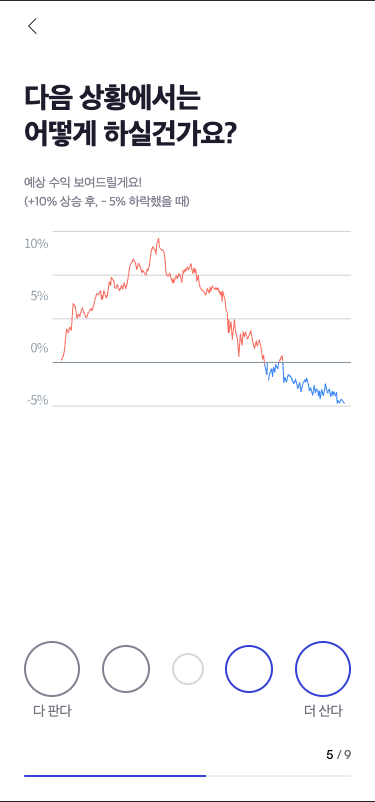 다음 상황에서는
어떻게 하실건가요?
예상 수익 보여드릴게요!
(+10% 상승 후, - 5% 하락했을 때)
10%
5%
0%
-5%
다 판다
더 산다
5 / 9